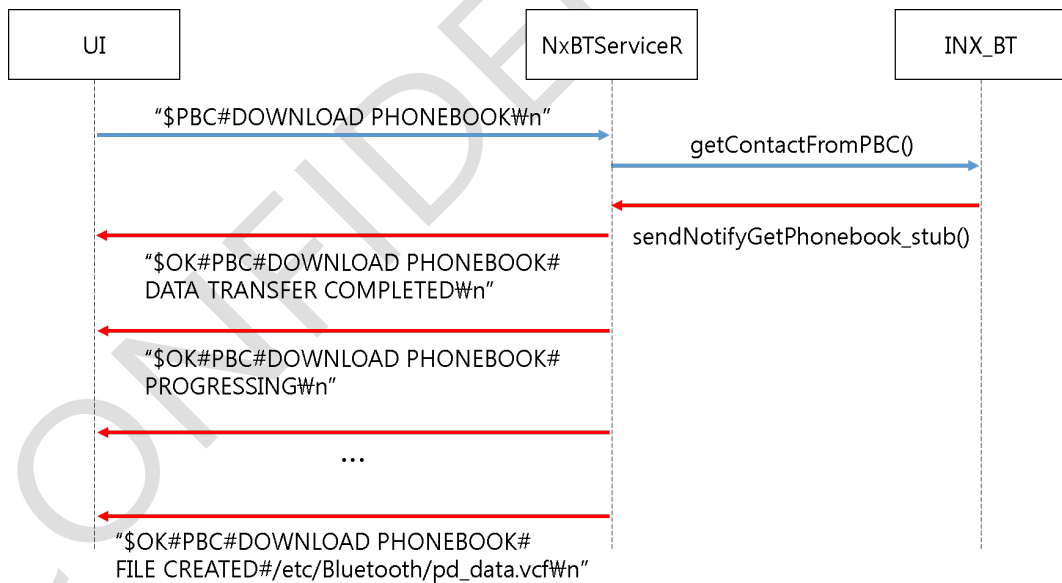 UI
NxBTServiceR
INX_BT
“$PBC#DOWNLOAD PHONEBOOK₩n”
getContactFromPBC()
sendNotifyGetPhonebook_stub()
“$OK#PBC#DOWNLOAD PHONEBOOK#
DATA TRANSFER COMPLETED₩n”
“$OK#PBC#DOWNLOAD PHONEBOOK#
PROGRESSING₩n”
...
“$OK#PBC#DOWNLOAD PHONEBOOK#
FILE CREATED#/etc/Bluetooth/pd_data.vcf₩n”
ONFIDE